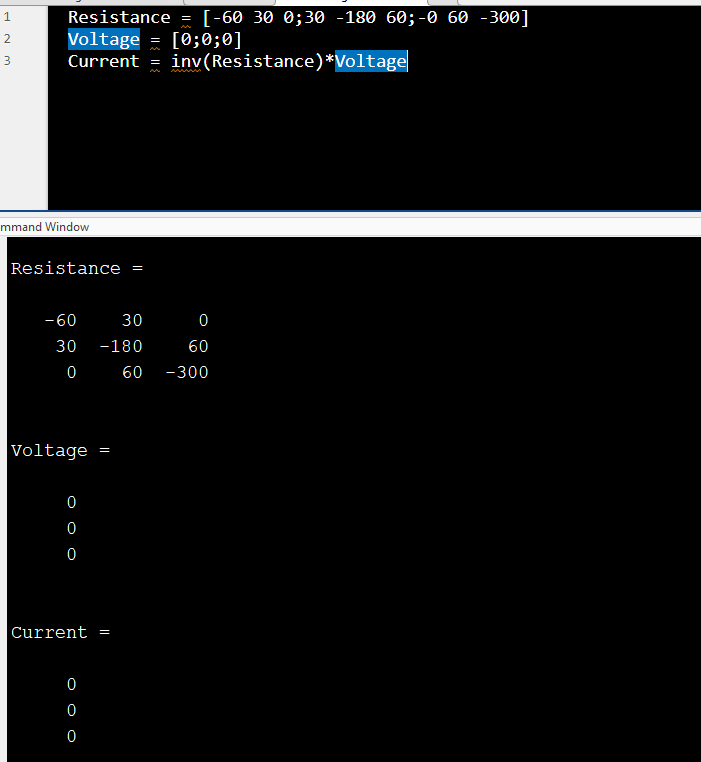 1 Resistance = [-60 30 0;30 -180 60;-0 60 -300]
2 Voltage = [0;0;0]
3 Current = inv(Resistance)*Voltage
mmand Window
Resistance =
-60 30 0
30 -180 60
0 60 -300
Voltage =
0
0
0
Current =
0
0
0